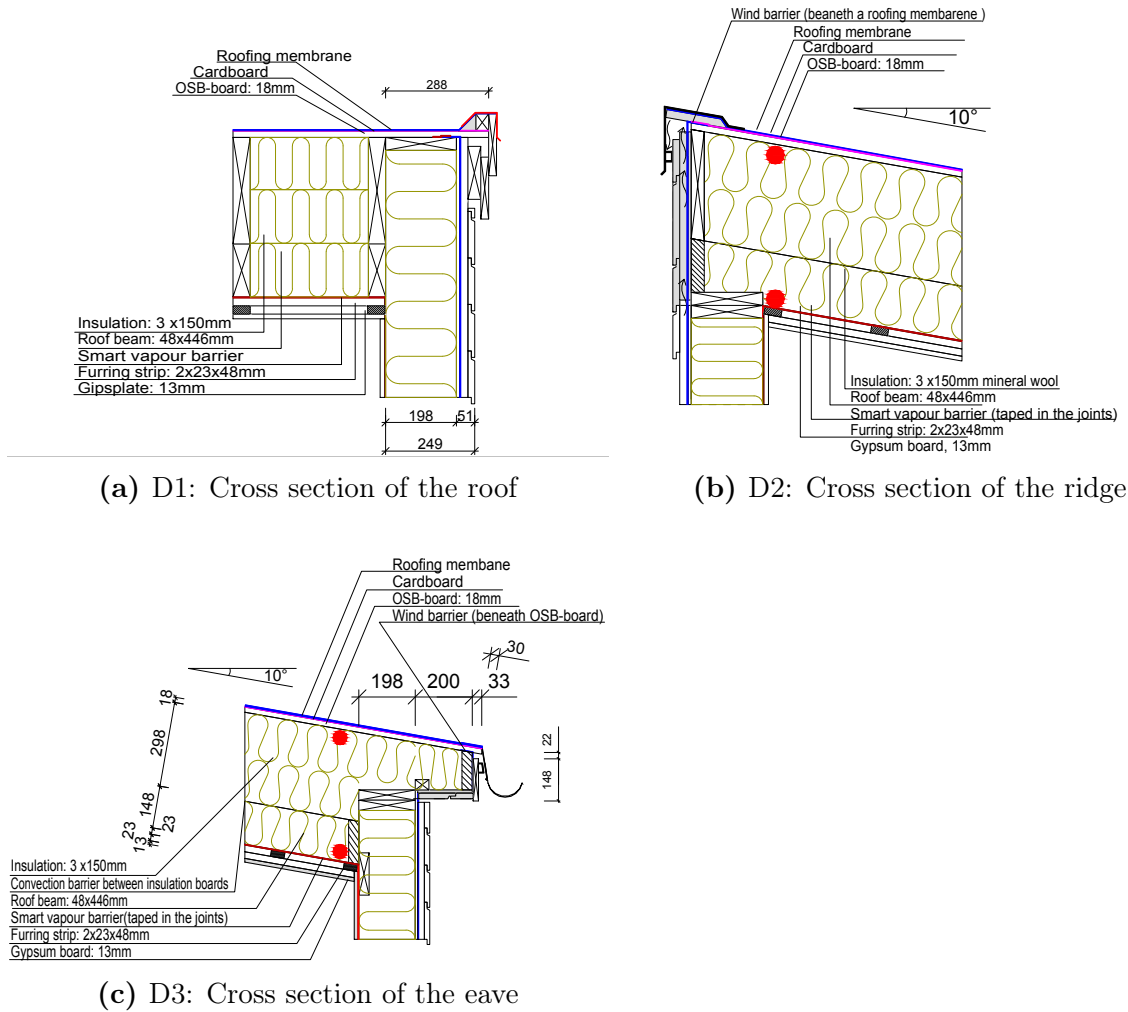 Roofing membrane
Cardboard
OSB-board: 18mm
288
Insulation: 3 x150mm
Roof beam: 48x446mm
Smart vapour barrier
Furring strip: 2x23x48mm
Gipsplate: 13mm
198
51
249
(a) D1: Cross section of the roof
Wind barrier (beaneth a roofing membarene )
Roofing membrane
Cardboard
OSB-board: 18mm
10°
Insulation: 3 x150mm mineral wool
Roof beam: 48x446mm
Smart vapour barrier (taped in the joints)
Furring strip: 2x23x48mm
Gypsum board, 13mm
(b) D2: Cross section of the ridge
Roofing membane
Cardboard
OSB-board: 18mm
Wind barrier (beneath OSB-board)
30
10°
198
200
33
18
298
148
23
23
13
22
148
Insulation: 3 x150mm
Convection barrier between insulation boards
Roof beam: 48x446mm
Smart vapour barrier(taped in the joints)
Furring strip: 2x23x48mm
Gypsum board: 13mm
(c) D3: Cross section of the eave